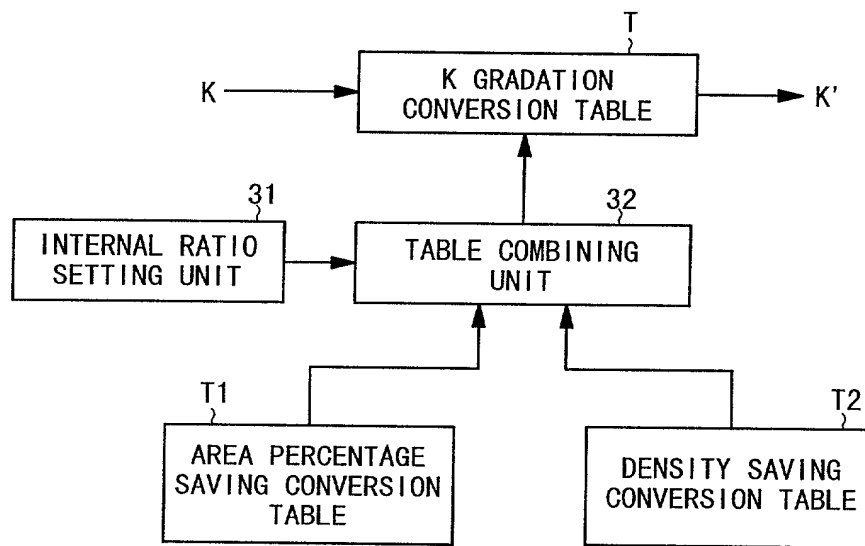 T
K GRADATION
CONVERSION TABLE
K
K'
31
INTERNAL RATIO
SETTING UNIT
32
TABLE COMBINING
UNIT
T1
AREA PERCENTAGE
SAVING CONVERSION
TABLE
T2
DENSITY SAVING
CONVERSION TABLE